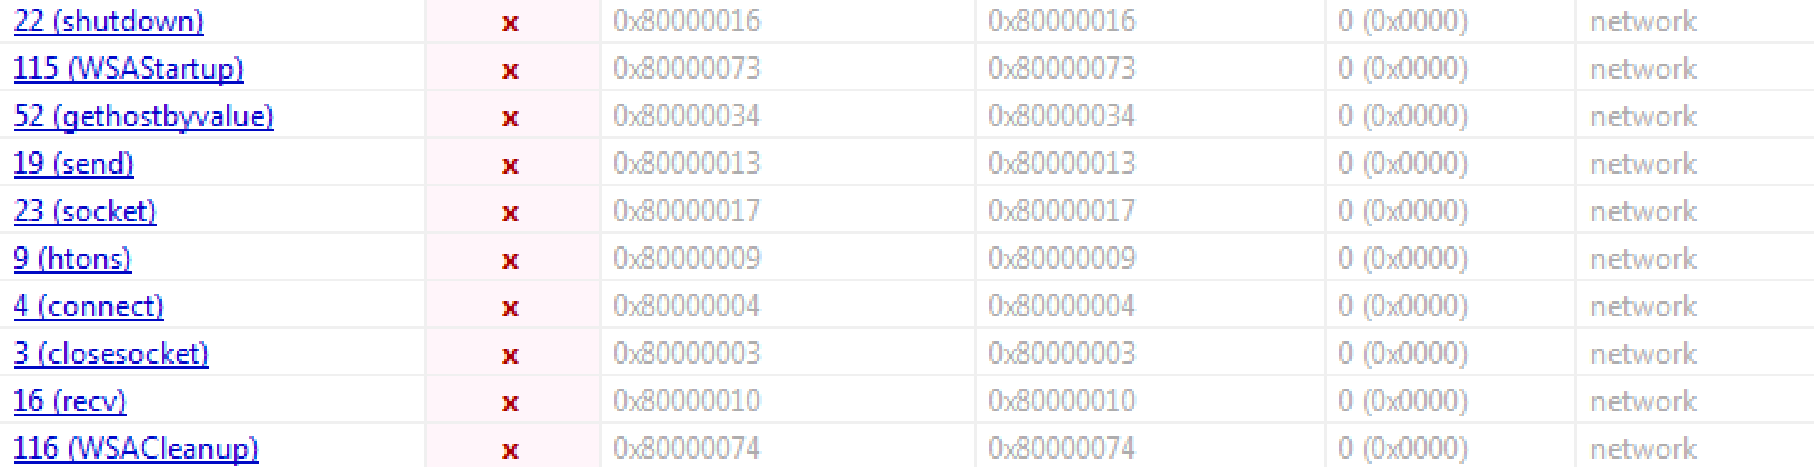 22 (shutdown) x 0x80000016 0x80000016 0 (0x0000) network
115 (WSAStartup) x 0x80000073 0x80000073 0 (0x0000) network
52 (gethostbyvalue) x 0x80000034 0x80000034 0 (0x0000) network
19 (send) x 0x80000013 0x80000013 0 (0x0000) network
23 (socket) x 0x80000017 0x80000017 0 (0x0000) network
9 (htons) x 0x80000009 0x80000009 0 (0x0000) network
4 (connect) x 0x80000004 0x80000004 0 (0x0000) network
3 (closesocket) x 0x80000003 0x80000003 0 (0x0000) network
16 (recv) x 0x80000010 0x80000010 0 (0x0000) network
116 (WSACleanup) x 0x80000074 0x80000074 0 (0x0000) network